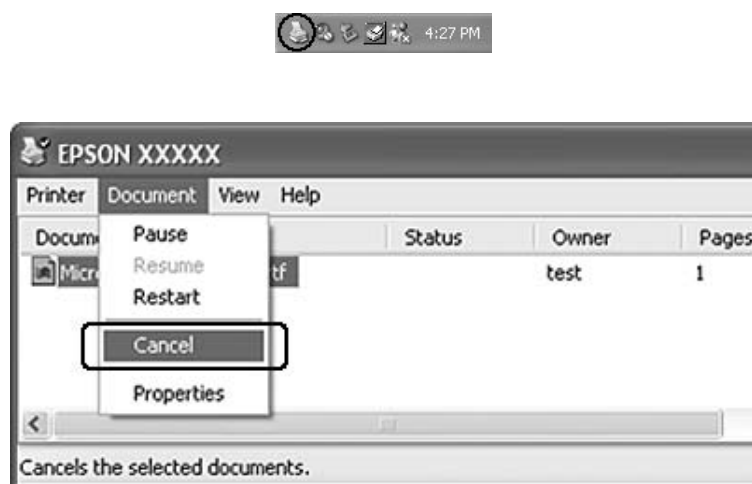 4:27 PM
EPSON XXXXX
Printer Document View Help
Status Owner Pages
Pause
Resume
test 1
Restart
Cancel
Properties
Cancels the selected documents.